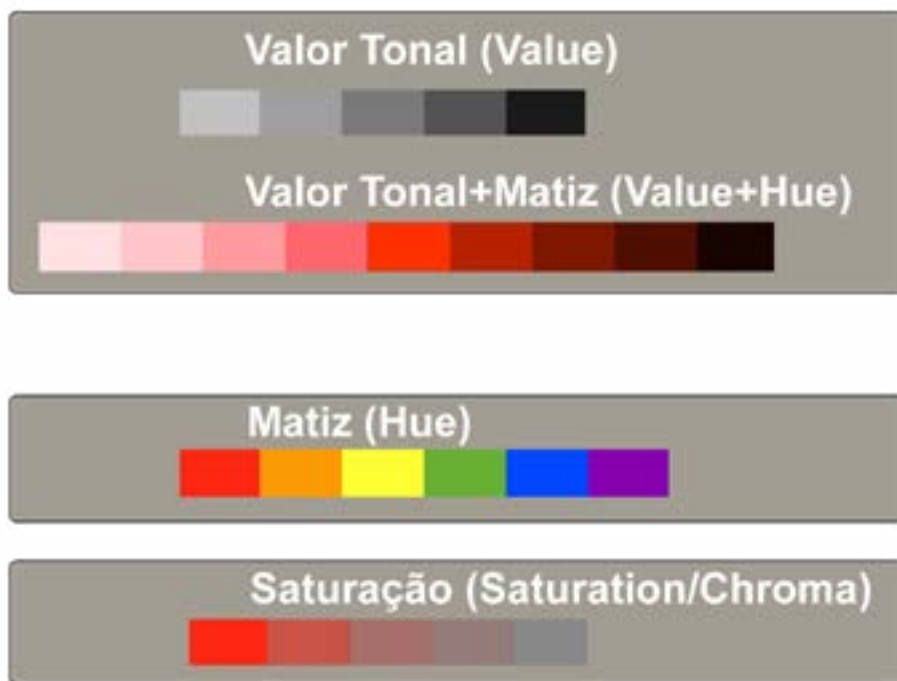 Valor Tonal (Value)
Valor Tonal+Matiz (Value+Hue)
Matiz (Hue)
Saturação (Saturation/Chroma)